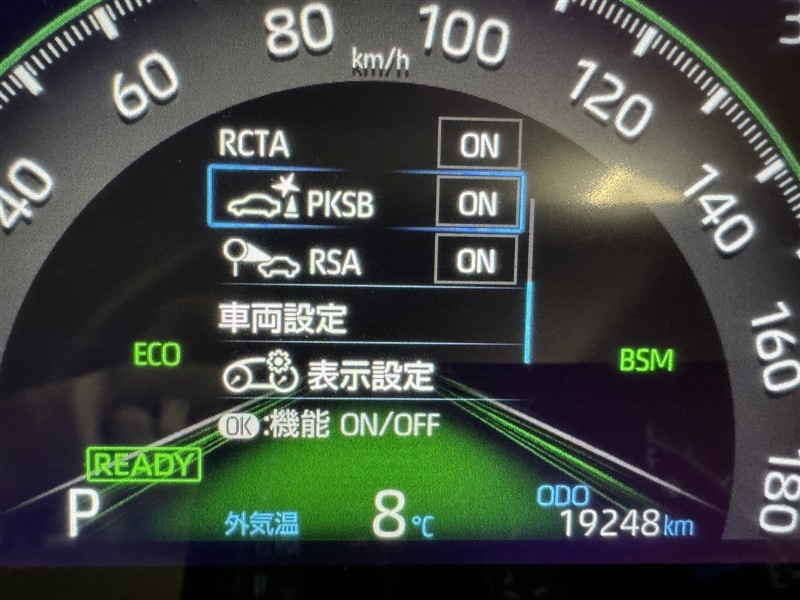 80 100
km/h
60 120
40 140
RCTA ON
PKSB ON
RSA ON
車両設定
160
ECO BSM
表示設定
OK:機能 ON/OFF
READY
180
P 外気温 8℃ ODO 19248km